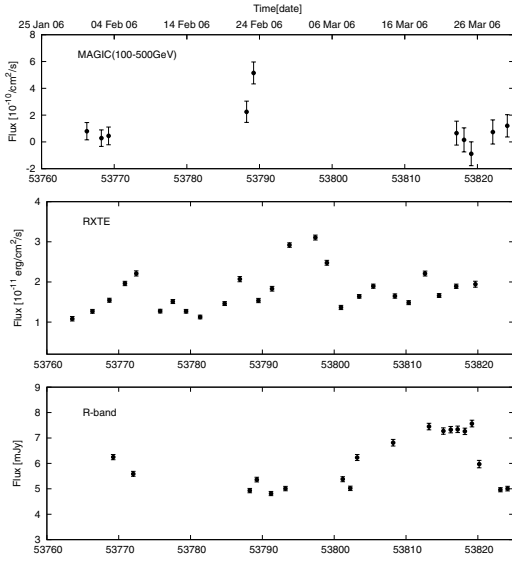 Time[date]
25 Jan 06 04 Feb 06 14 Feb 06 24 Feb 06 06 Mar 06 16 Mar 06 26 Mar 06
8
6
4
2
0
-2
Flux [10^-10/cm^2/s]
MAGIC(100-500GeV)
53760 53770 53780 53790 53800 53810 53820
4
3
2
1
Flux [10^-11 erg/cm^2/s]
RXTE
53760 53770 53780 53790 53800 53810 53820
9
8
7
6
5
4
3
Flux [mJy]
R-band
53760 53770 53780 53790 53800 53810 53820